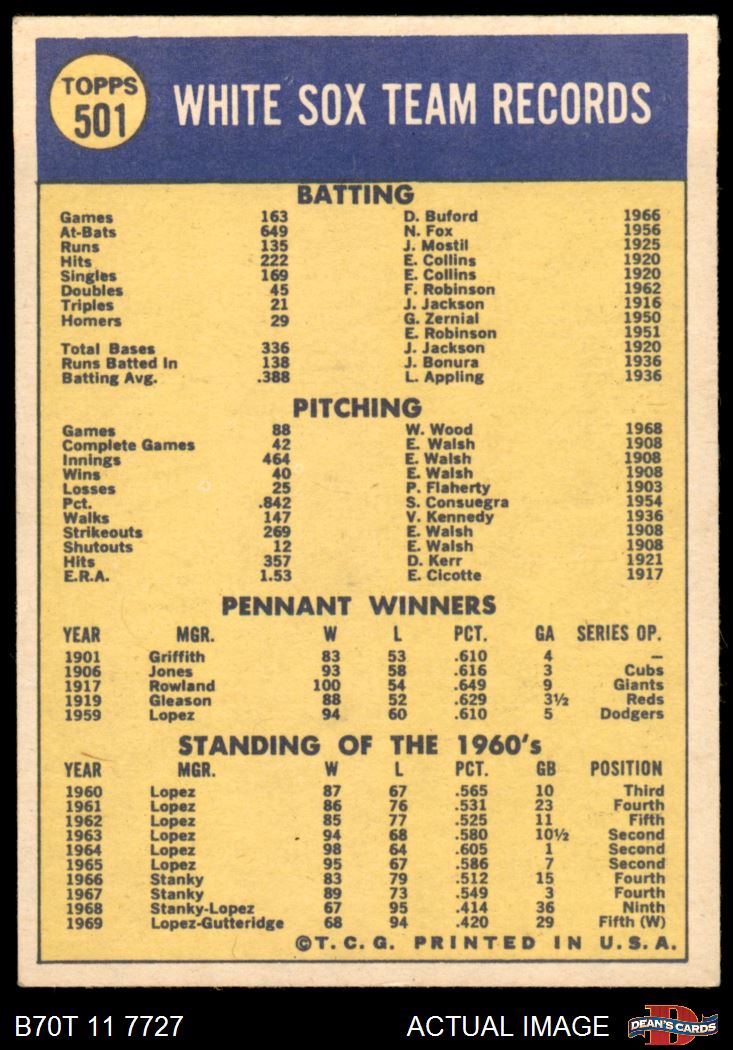 TOPPS
501
WHITE SOX TEAM RECORDS
BATTING
Games 163 D. Buford 1966
At-Bats 649 N. Fox 1956
Runs 135 J. Mostil 1925
Hits 222 E. Collins 1920
Singles 169 E. Collins 1920
Doubles 45 F. Robinson 1962
Triples 21 J. Jackson 1916
Homers 29 G. Zernial 1950
E. Robinson 1951
Total Bases 336 J. Jackson 1920
Runs Batted In 138 J. Bonura 1936
Batting Avg. .388 L. Appling 1936
PITCHING
Games 88 W. Wood 1968
Complete Games 42 E. Walsh 1908
Innings 464 E. Walsh 1908
Wins 40 E. Walsh 1908
Losses 25 P. Flaherty 1903
Pct. .842 S. Consuegra 1954
Walks 147 V. Kennedy 1936
Strikeouts 269 E. Walsh 1908
Shutouts 12 E. Walsh 1908
Hits 357 D. Kerr 1921
E.R.A. 1.53 E. Cicotte 1917
PENNANT WINNERS
YEAR MGR. W L PCT. GA SERIES OP.
1901 Griffith 83 53 .610 4 —
1906 Jones 93 58 .616 3 Cubs
1917 Rowland 100 54 .649 9 Giants
1919 Gleason 88 52 .629 3½ Reds
1959 Lopez 94 60 .610 5 Dodgers
STANDING OF THE 1960's
YEAR MGR. W L PCT. GB POSITION
1960 Lopez 87 67 .565 10 Third
1961 Lopez 86 76 .531 23 Fourth
1962 Lopez 85 77 .525 11 Fifth
1963 Lopez 94 68 .580 10½ Second
1964 Lopez 98 64 .605 1 Second
1965 Lopez 95 67 .586 7 Second
1966 Stanky 83 79 .512 15 Fourth
1967 Stanky 89 73 .549 3 Fourth
1968 Stanky-Lopez 67 95 .414 36 Ninth
1969 Lopez-Gutteridge 68 94 .420 29 Fifth (W)
©T.C.G. PRINTED IN U.S.A.
B70T 11 7727 ACTUAL IMAGE D DEAN'S CARDS